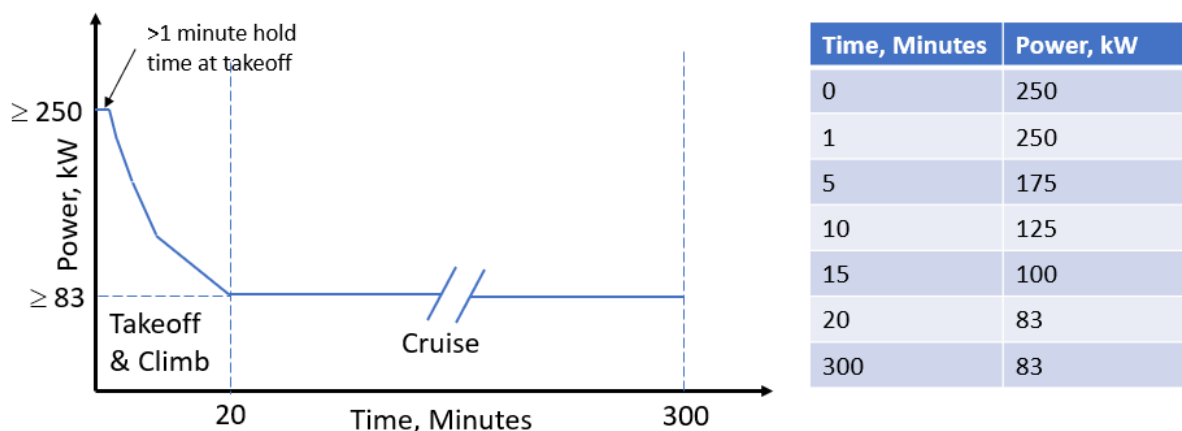 >1 minute hold
time at takeoff
≥ 250
Power, kW
≥ 83
Takeoff
& Climb
Cruise
20
Time, Minutes
300
Time, Minutes Power, kW
0 250
1 250
5 175
10 125
15 100
20 83
300 83